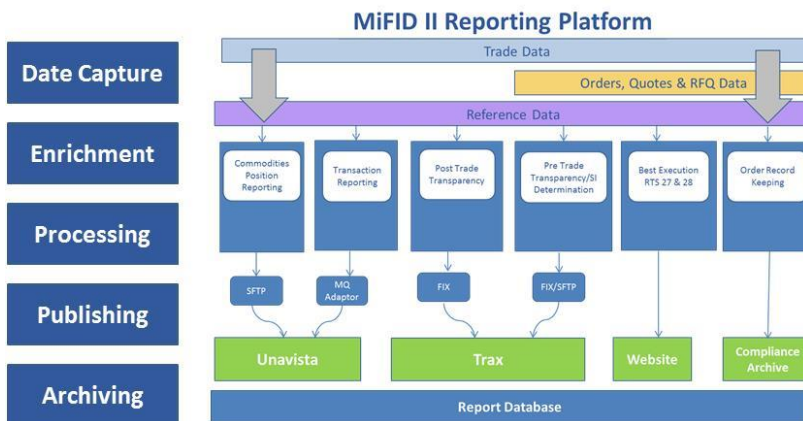 MiFID II Reporting Platform
Date Capture
Trade Data
Orders, Quotes & RFQ Data
Reference Data
Enrichment
Commodities
Position
Reporting
Transaction
Reporting
Post Trade
Transparency
Pre Trade
Transparency/SI
Determination
Best Execution
RTS 27 & 28
Order Record
Keeping
Processing
SFTP
MQ
Adaptor
FIX
FIX/SFTP
Publishing
Unavista
Trax
Website
Compliance
Archive
Archiving
Report Database